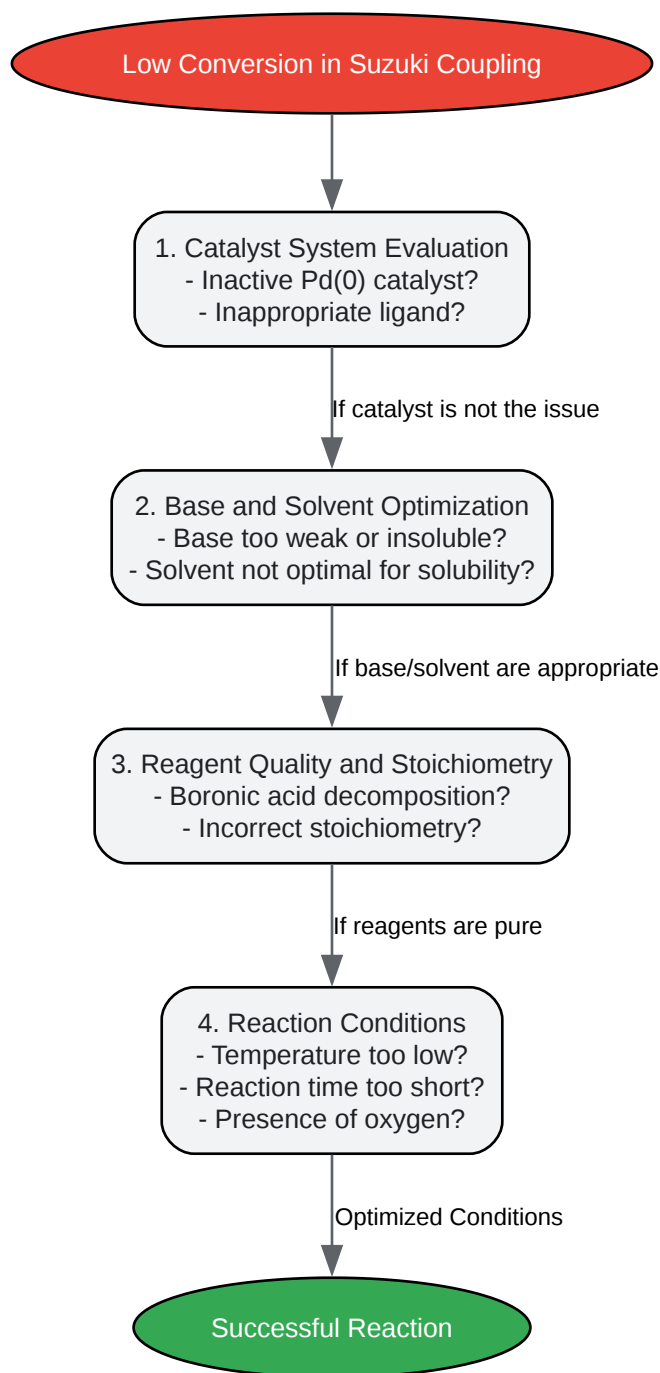 Low Conversion in Suzuki Coupling
1. Catalyst System Evaluation
- Inactive Pd(0) catalyst?
- Inappropriate ligand?
If catalyst is not the issue
2. Base and Solvent Optimization
- Base too weak or insoluble?
- Solvent not optimal for solubility?
If base/solvent are appropriate
3. Reagent Quality and Stoichiometry
- Boronic acid decomposition?
- Incorrect stoichiometry?
If reagents are pure
4. Reaction Conditions
- Temperature too low?
- Reaction time too short?
- Presence of oxygen?
Optimized Conditions
Successful Reaction